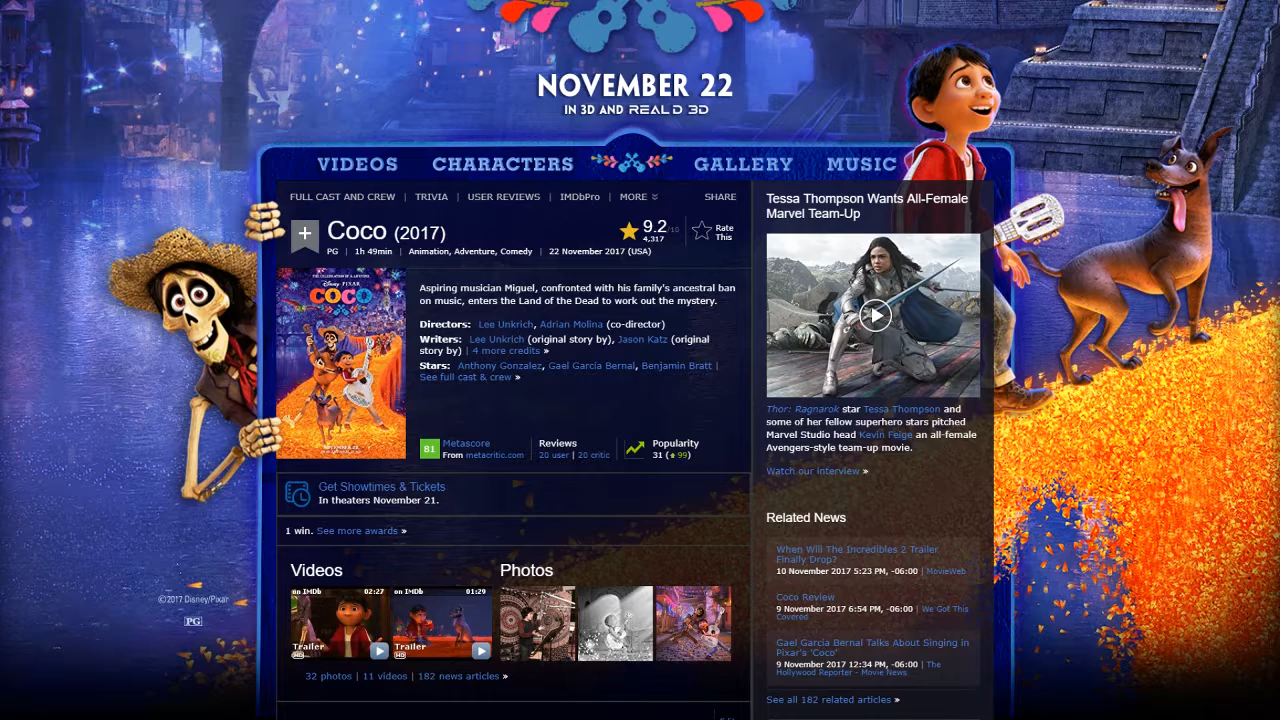 NOVEMBER 22
IN 3D AND REAL D 3D
VIDEOS CHARACTERS GALLERY MUSIC
FULL CAST AND CREW | TRIVIA | USER REVIEWS | IMDbPro | MORE SHARE
+ Coco (2017)
9.2/10
4,317
Rate
This
PG | 1h 49min | Animation, Adventure, Comedy | 22 November 2017 (USA)
Disney PIXAR
COCO
NOVEMBER 22
Aspiring musician Miguel, confronted with his family's ancestral ban
on music, enters the Land of the Dead to work out the mystery.
Directors: Lee Unkrich, Adrian Molina (co-director)
Writers: Lee Unkrich (original story by), Jason Katz (original
story by) | 4 more credits »
Stars: Anthony Gonzalez, Gael García Bernal, Benjamin Bratt |
See full cast & crew »
81 Metascore
From metacritic.com
Reviews
20 user | 20 critic
Popularity
31 (99)
Get Showtimes & Tickets
In theaters November 21.
1 win. See more awards »
Videos
on IMDb 02:27
Trailer
HD
on IMDb 01:29
Trailer
HD
Photos
32 photos | 11 videos | 182 news articles »
Tessa Thompson Wants All-Female
Marvel Team-Up
Thor: Ragnarok star Tessa Thompson and
some of her fellow superhero stars pitched
Marvel Studio head Kevin Feige an all-female
Avengers-style team-up movie.
Watch our interview »
Related News
When Will The Incredibles 2 Trailer
Finally Drop?
10 November 2017 5:23 PM, -06:00 | MovieWeb
Coco Review
9 November 2017 6:54 PM, -06:00 | We Got This
Covered
Gael Garcia Bernal Talks About Singing in
Pixar's 'Coco'
9 November 2017 12:34 PM, -06:00 | The
Hollywood Reporter - Movie News
See all 182 related articles »
©2017 Disney/Pixar
PG